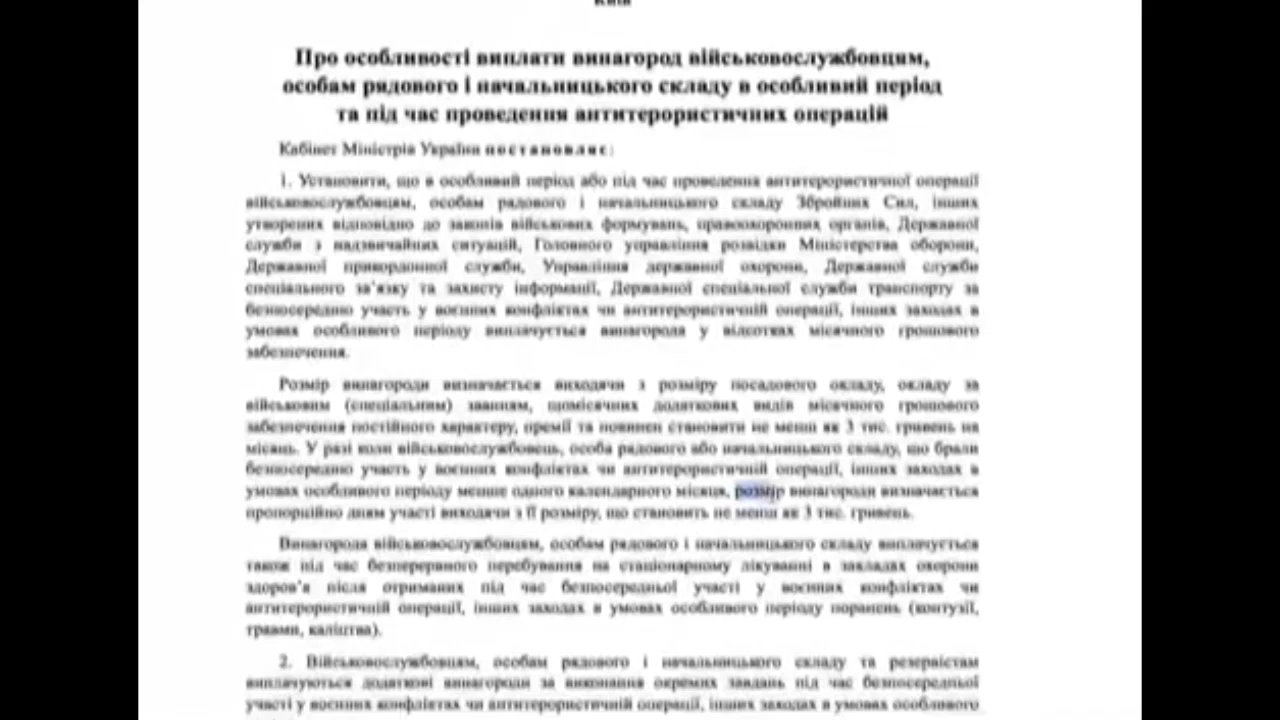 Київ
Про особливості виплати винагород військовослужбовцям,
особам рядового і начальницького складу в особливий період
та під час проведення антитерористичних операцій
Кабінет Міністрів України постановляє:
1. Установити, що в особливий період або під час проведення антитерористичної операції
військовослужбовцям, особам рядового і начальницького складу Збройних Сил, інших
утворених відповідно до законів військових формувань, правоохоронних органів, Державної
служби з надзвичайних ситуацій, Головного управління розвідки Міністерства оборони,
Державної прикордонної служби, Управління державної охорони, Державної служби
спеціального зв’язку та захисту інформації, Державної спеціальної служби транспорту за
безпосередню участь у воєнних конфліктах чи антитерористичній операції, інших заходах в
умовах особливого періоду виплачується винагорода у відсотках місячного грошового
забезпечення.
Розмір винагороди визначається виходячи з розміру посадового окладу, окладу за
військовим (спеціальним) званням, щомісячних додаткових видів місячного грошового
забезпечення постійного характеру, премії та повинен становити не менш як 3 тис. гривень на
місяць. У разі коли військовослужбовець, особа рядового або начальницького складу, що брали
безпосередню участь у воєнних конфліктах чи антитерористичній операції, інших заходах в
умовах особливого періоду менше одного календарного місяця, розмір винагороди визначається
пропорційно дням участі виходячи з її розміру, що становить не менш як 3 тис. гривень.
Винагорода військовослужбовцям, особам рядового і начальницького складу виплачується
також під час безперервного перебування на стаціонарному лікуванні в закладах охорони
здоров’я після отриманих під час безпосередньої участі у воєнних конфліктах чи
антитерористичній операції, інших заходах в умовах особливого періоду поранень (контузії,
травми, каліцтва).
2. Військовослужбовцям, особам рядового і начальницького складу та резервістам
виплачуються додаткові винагороди за виконання окремих завдань під час безпосередньої
участі у воєнних конфліктах чи антитерористичній операції, інших заходах в умовах особливого